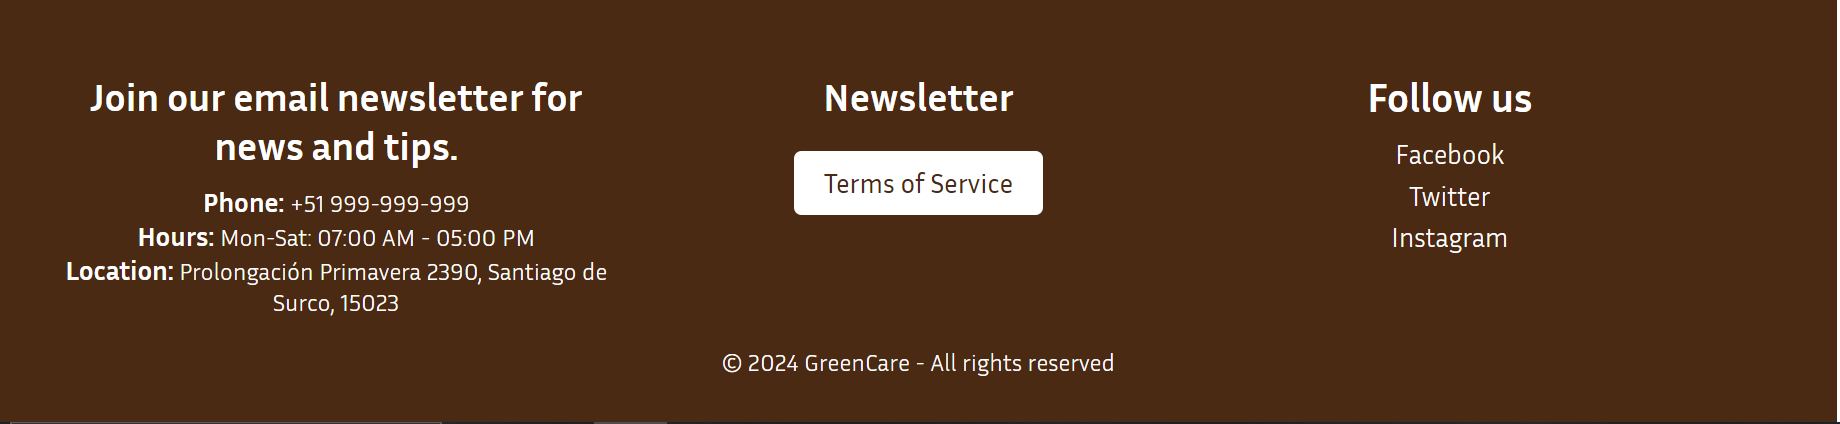 Join our email newsletter for
news and tips.
Phone: +51 999-999-999
Hours: Mon-Sat: 07:00 AM - 05:00 PM
Location: Prolongación Primavera 2390, Santiago de
Surco, 15023
Newsletter
Terms of Service
Follow us
Facebook
Twitter
Instagram
© 2024 GreenCare - All rights reserved